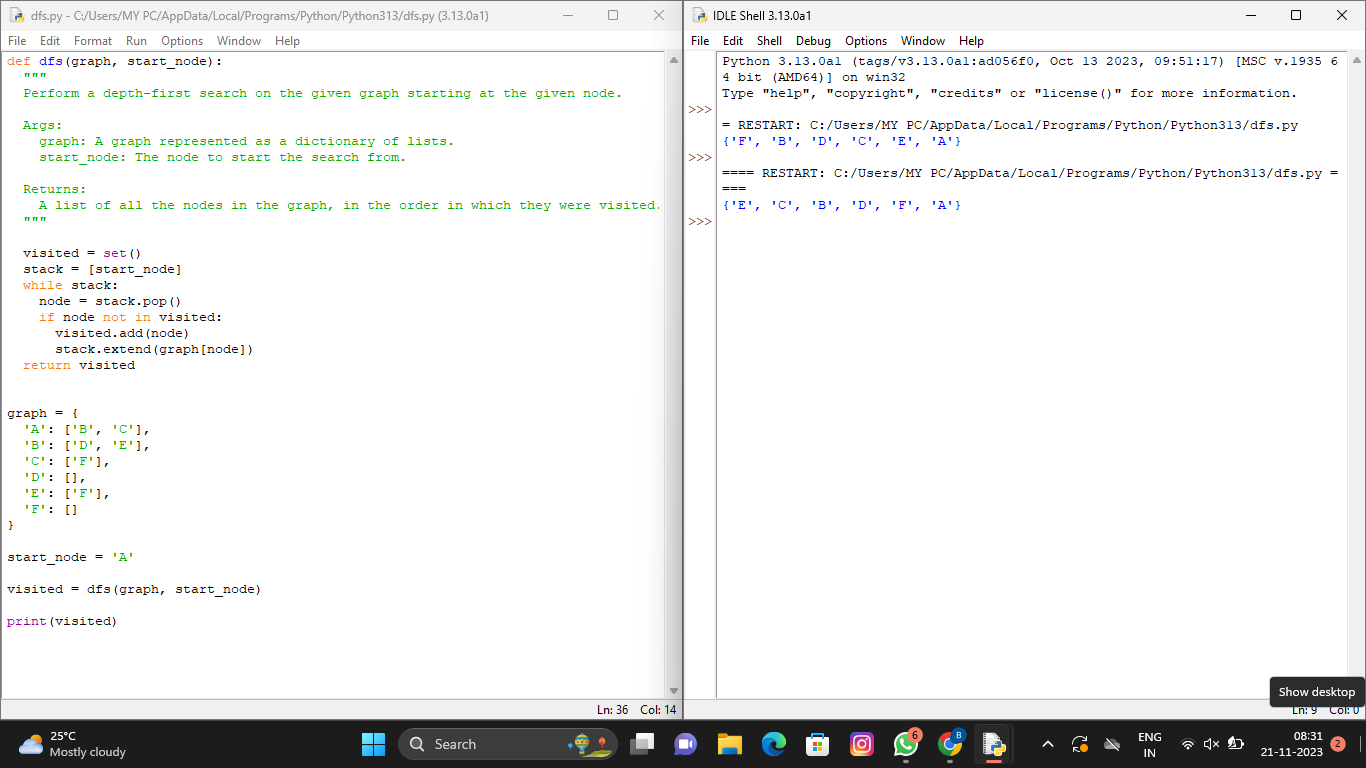 dfs.py - C:/Users/MY PC/AppData/Local/Programs/Python/Python313/dfs.py (3.13.0a1)
File Edit Format Run Options Window Help
def dfs(graph, start_node):
  """
  Perform a depth-first search on the given graph starting at the given node.

  Args:
    graph: A graph represented as a dictionary of lists.
    start_node: The node to start the search from.

  Returns:
    A list of all the nodes in the graph, in the order in which they were visited.
  """

  visited = set()
  stack = [start_node]
  while stack:
    node = stack.pop()
    if node not in visited:
      visited.add(node)
      stack.extend(graph[node])
  return visited


graph = {
  'A': ['B', 'C'],
  'B': ['D', 'E'],
  'C': ['F'],
  'D': [],
  'E': ['F'],
  'F': []
}

start_node = 'A'

visited = dfs(graph, start_node)

print(visited)
Ln: 36 Col: 14
IDLE Shell 3.13.0a1
File Edit Shell Debug Options Window Help
Python 3.13.0a1 (tags/v3.13.0a1:ad056f0, Oct 13 2023, 09:51:17) [MSC v.1935 6
4 bit (AMD64)] on win32
Type "help", "copyright", "credits" or "license()" for more information.
>>>
= RESTART: C:/Users/MY PC/AppData/Local/Programs/Python/Python313/dfs.py
{'F', 'B', 'D', 'C', 'E', 'A'}
>>>
==== RESTART: C:/Users/MY PC/AppData/Local/Programs/Python/Python313/dfs.py =
===
{'E', 'C', 'B', 'D', 'F', 'A'}
>>>
Show desktop
Ln: 9 Col: 0
25°C
Mostly cloudy
Search
6
B
ENG
IN
08:31
21-11-2023
2